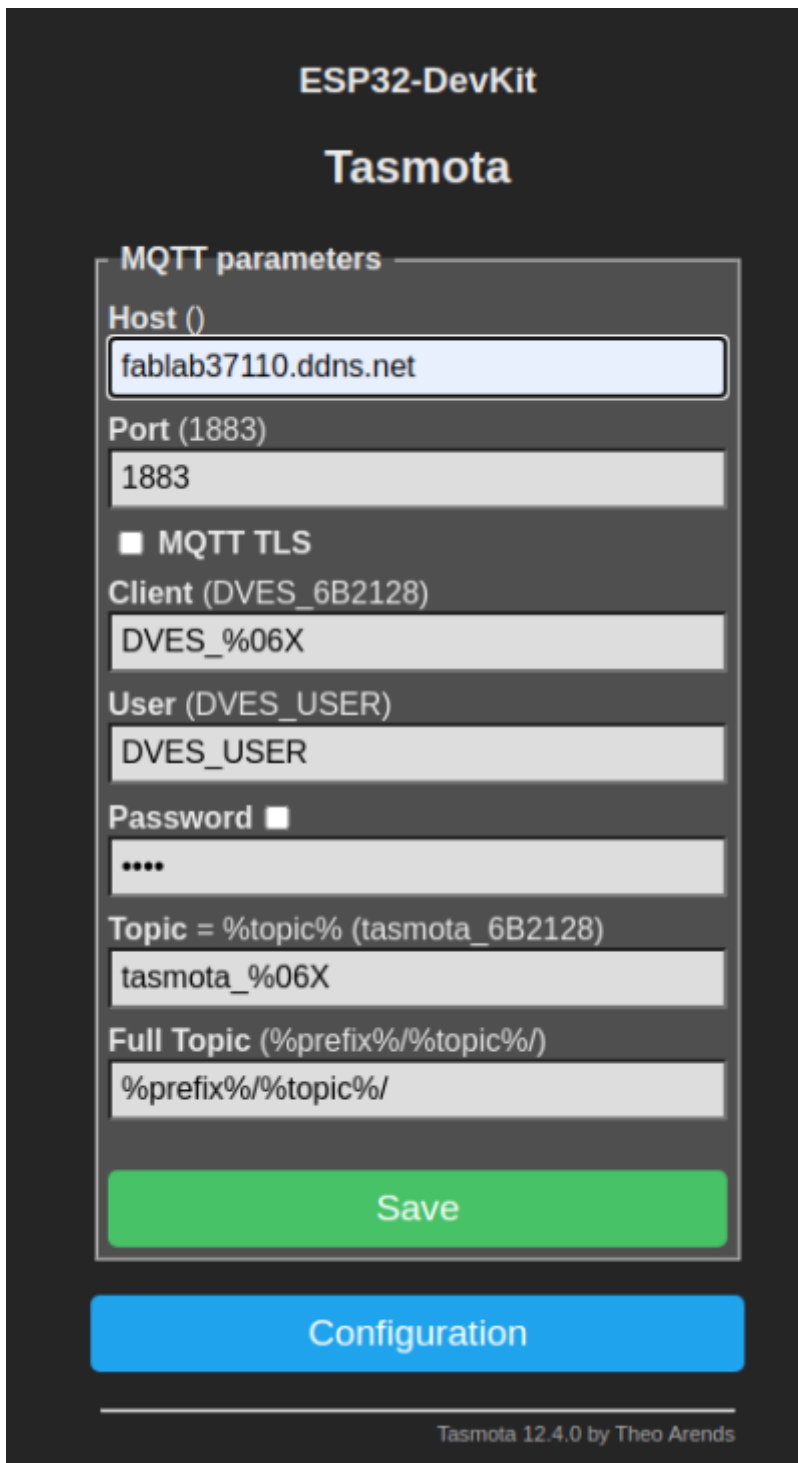 ESP32-DevKit
Tasmota
MQTT parameters
Host ()
fablab37110.ddns.net
Port (1883)
1883
MQTT TLS
Client (DVES_6B2128)
DVES_%06X
User (DVES_USER)
DVES_USER
Password
••••
Topic = %topic% (tasmota_6B2128)
tasmota_%06X
Full Topic (%prefix%/%topic%/)
%prefix%/%topic%/
Save
Configuration
Tasmota 12.4.0 by Theo Arends